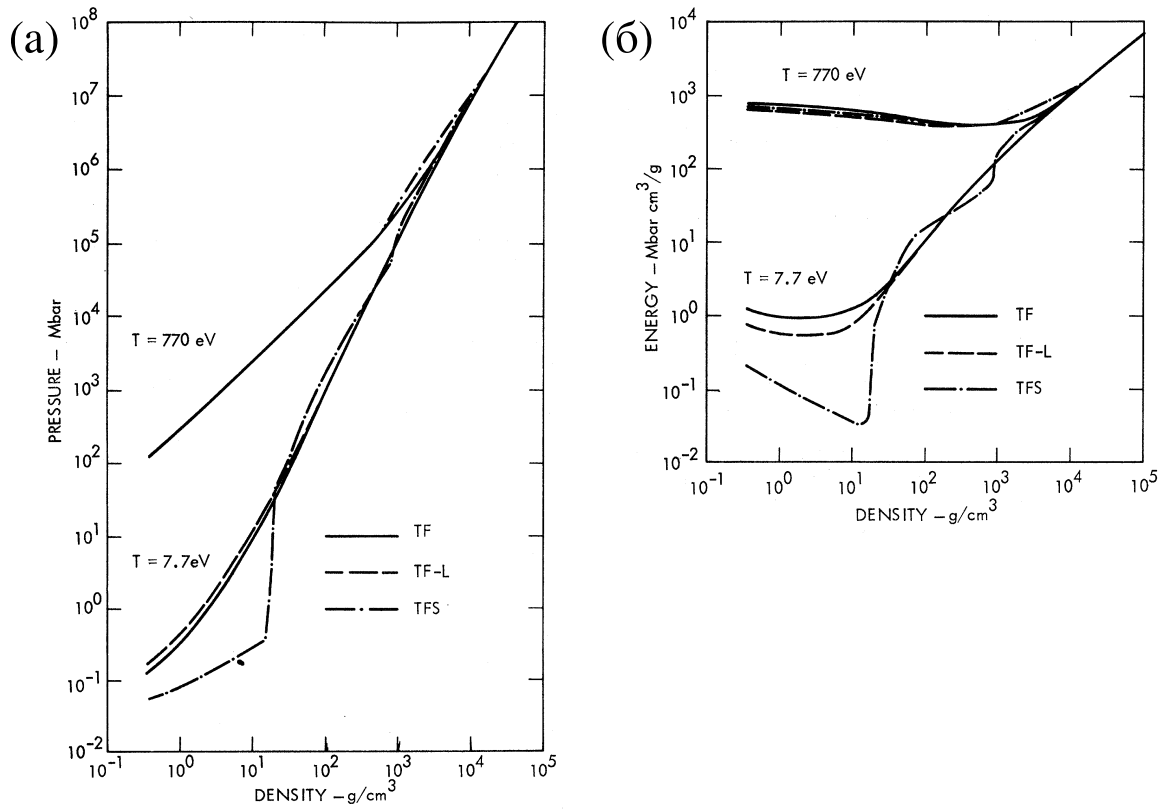 (а)
10^8
10^7
10^6
10^5
10^4
10^3
10^2
10^1
10^0
10^-1
10^-2
PRESSURE – Mbar
T = 770 eV
T = 7.7eV
TF
TF-L
TFS
10^-1 10^0 10^1 10^2 10^3 10^4 10^5
DENSITY –g/cm^3
(б)
10^4
10^3
10^2
10^1
10^0
10^-1
10^-2
ENERGY – Mbar cm^3/g
T = 770 eV
T = 7.7 eV
TF
TF-L
TFS
10^-1 10^0 10^1 10^2 10^3 10^4 10^5
DENSITY –g/cm^3